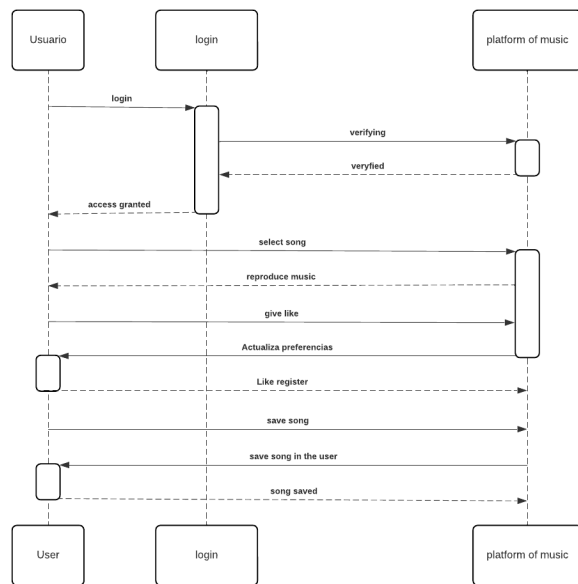 Usuario
login
platform of music
login
verifying
veryfied
access granted
select song
reproduce music
give like
Actualiza preferencias
Like register
save song
save song in the user
song saved
User
login
platform of music